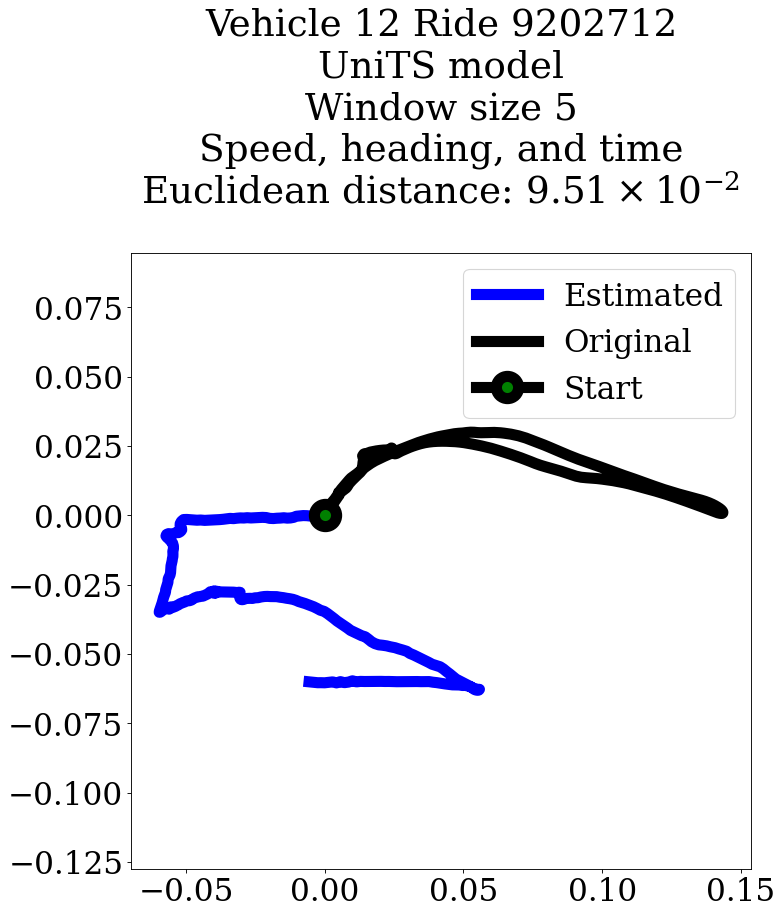 Vehicle 12 Ride 9202712
UniTS model
Window size 5
Speed, heading, and time
Euclidean distance: 9.51 × 10⁻²
Estimated
Original
Start
0.075
0.050
0.025
0.000
−0.025
−0.050
−0.075
−0.100
−0.125
−0.05
0.00
0.05
0.10
0.15